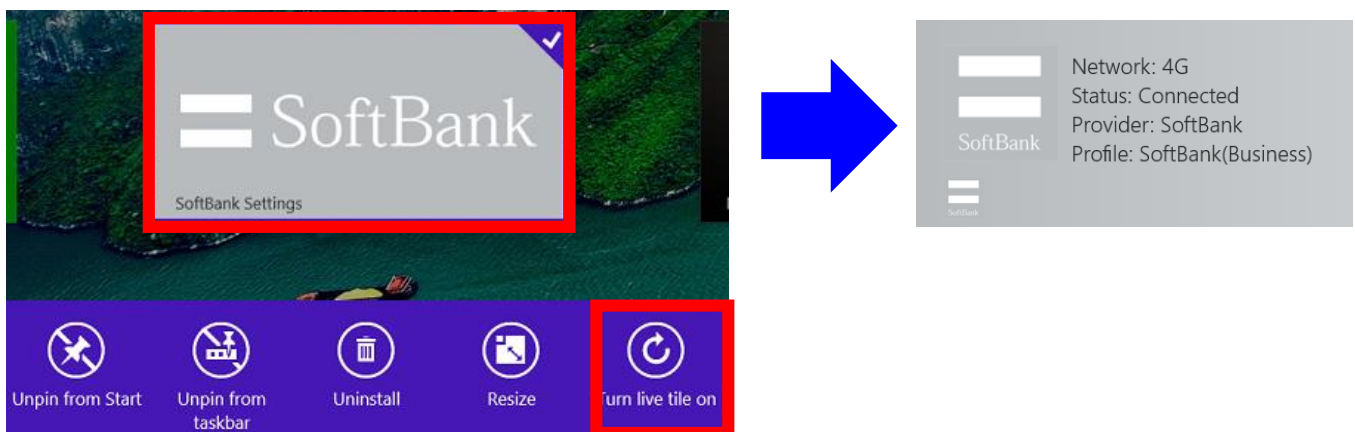 SoftBank
SoftBank Settings
Unpin from Start
Unpin from
taskbar
Uninstall
Resize
Turn live tile on
SoftBank
Network: 4G
Status: Connected
Provider: SoftBank
Profile: SoftBank(Business)
SoftBank